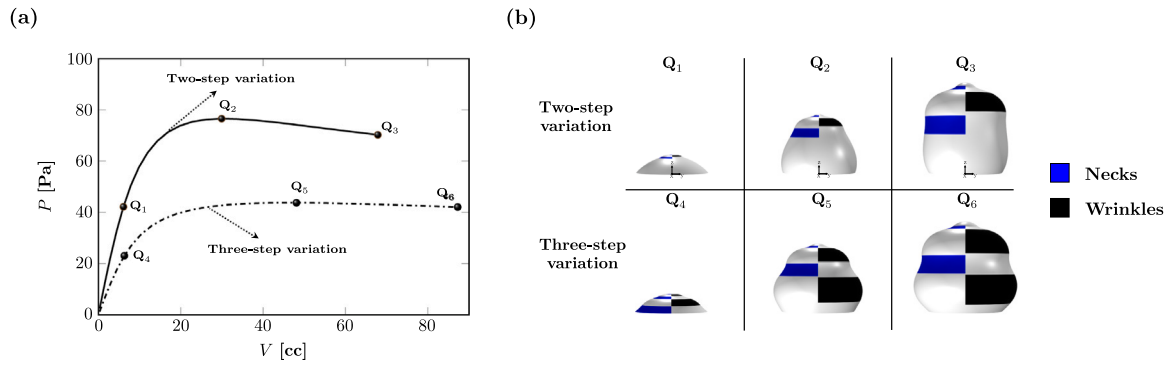 (a)
P [Pa]
100
80
60
40
20
0
0
20
40
60
80
V [cc]
Two-step variation
Q2
Q3
Q1
Q5
Q6
Q4
Three-step variation
(b)
Q1
Q2
Q3
Two-step
variation
z
x y
z
x y
z
x y
Q4
Q5
Q6
Three-step
variation
Necks
Wrinkles